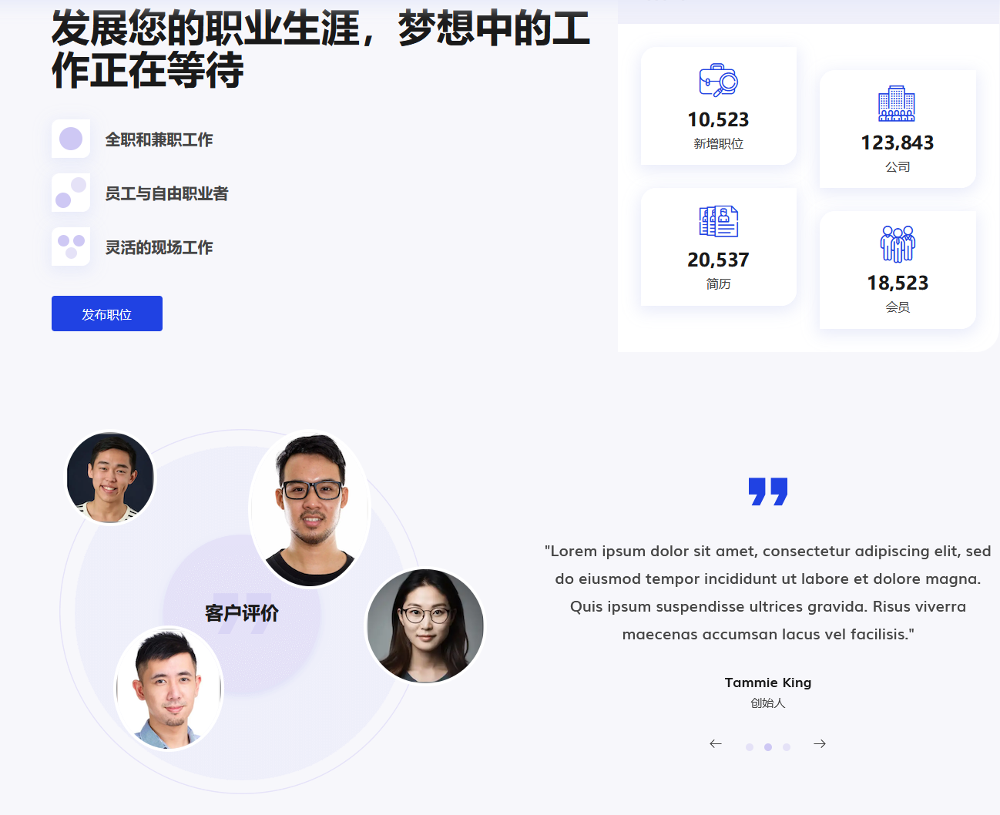 发展您的职业生涯，梦想中的工
作正在等待
全职和兼职工作
员工与自由职业者
灵活的现场工作
发布职位
10,523
新增职位
123,843
公司
20,537
简历
18,523
会员
客户评价
"Lorem ipsum dolor sit amet, consectetur adipiscing elit, sed
do eiusmod tempor incididunt ut labore et dolore magna.
Quis ipsum suspendisse ultrices gravida. Risus viverra
maecenas accumsan lacus vel facilisis."
Tammie King
创始人